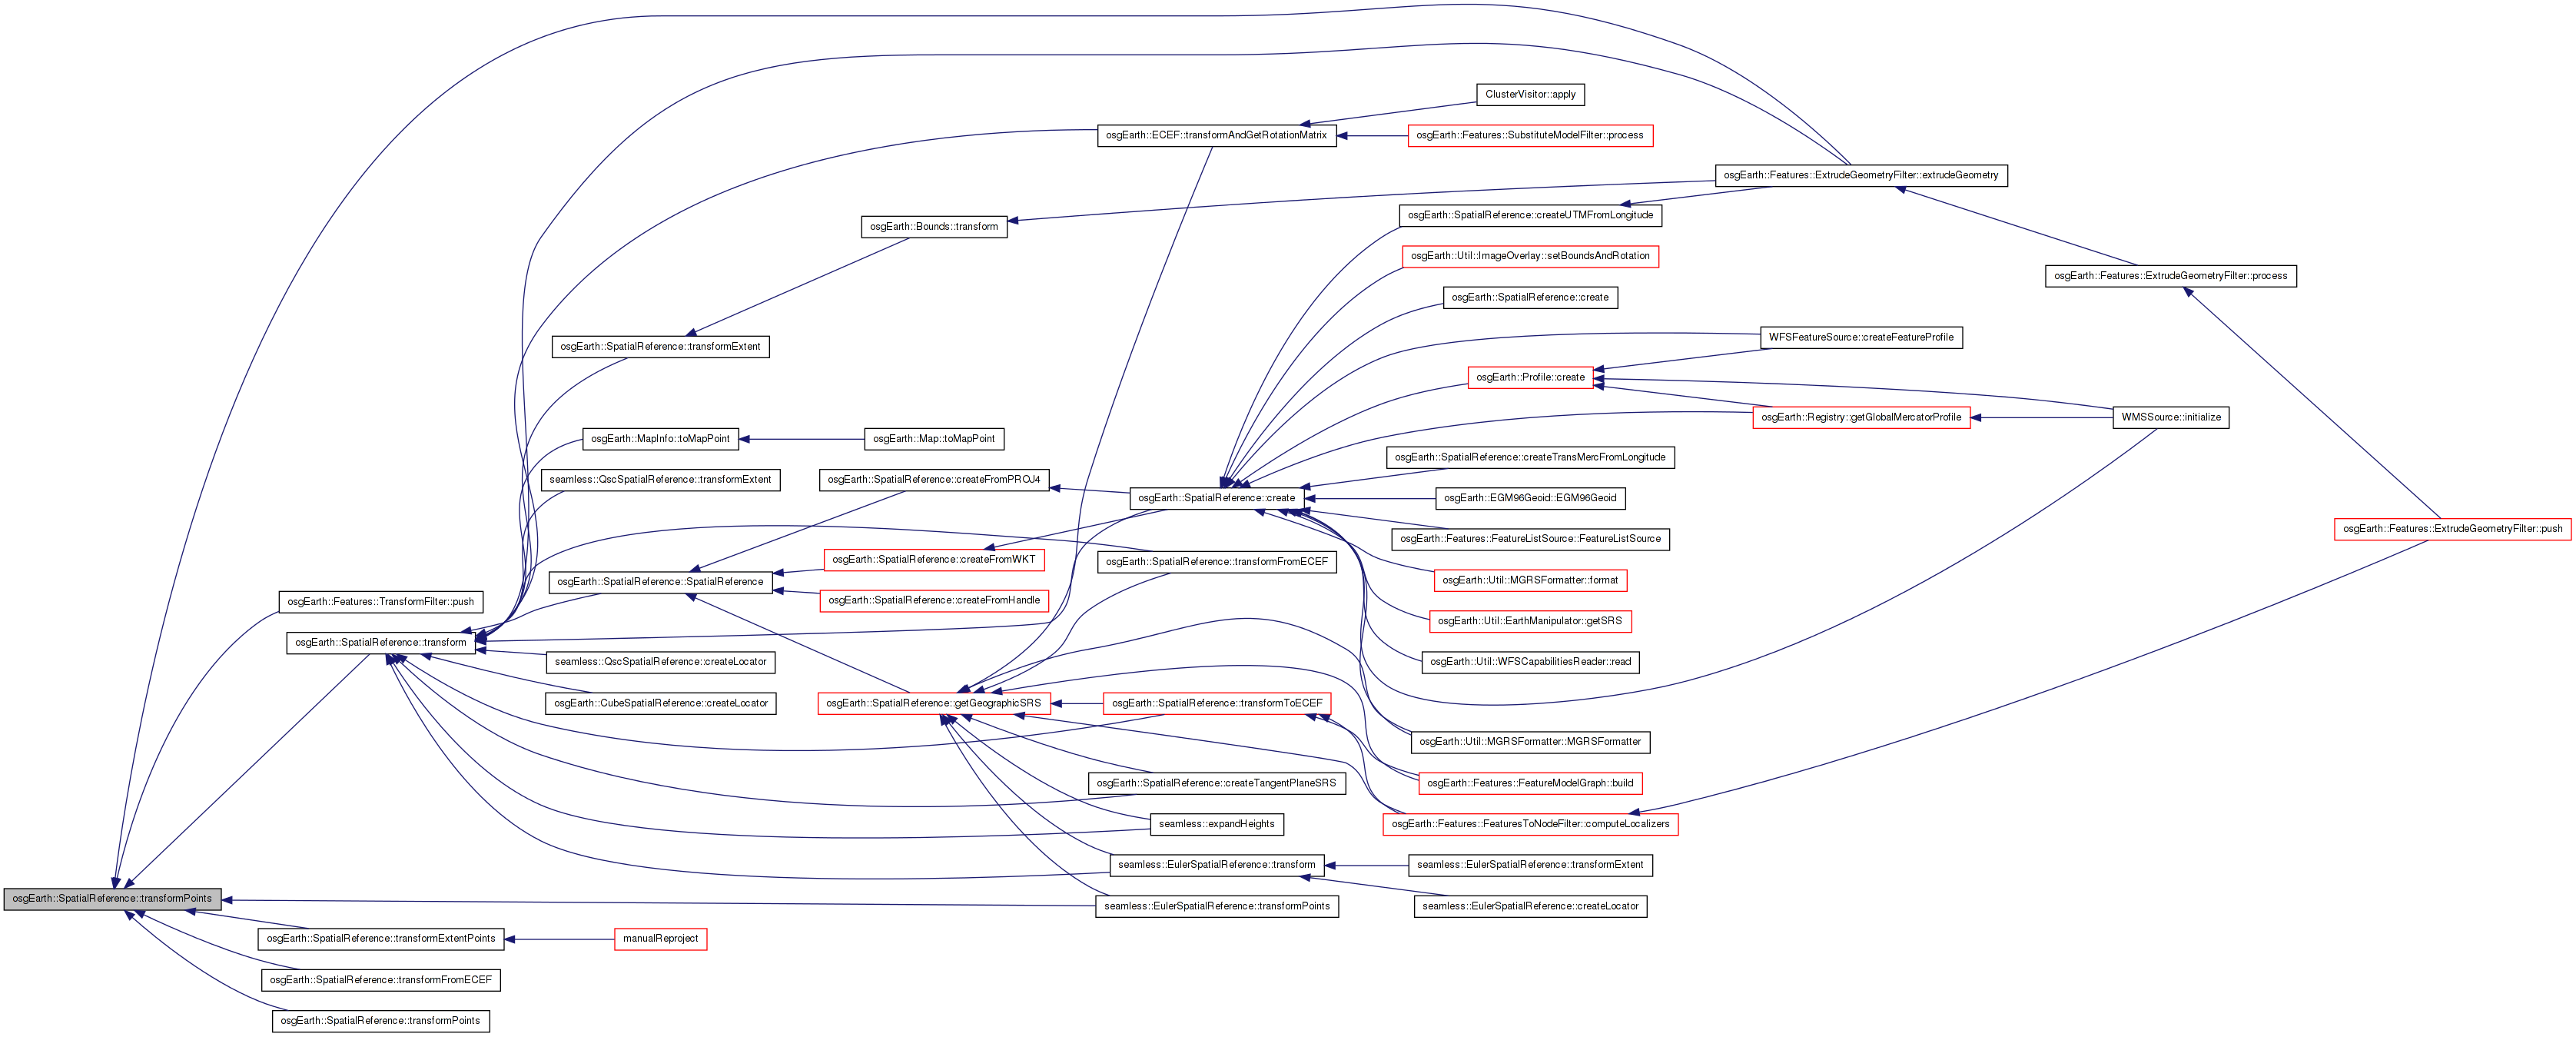 ClusterVisitor::apply
osgEarth::ECEF::transformAndGetRotationMatrix
osgEarth::Features::SubstituteModelFilter::process
osgEarth::Features::ExtrudeGeometryFilter::extrudeGeometry
osgEarth::SpatialReference::createUTMFromLongitude
osgEarth::Bounds::transform
osgEarth::Util::ImageOverlay::setBoundsAndRotation
osgEarth::Features::ExtrudeGeometryFilter::process
osgEarth::SpatialReference::create
WFSFeatureSource::createFeatureProfile
osgEarth::SpatialReference::transformExtent
osgEarth::Profile::create
osgEarth::Registry::getGlobalMercatorProfile
WMSSource::initialize
osgEarth::MapInfo::toMapPoint
osgEarth::Map::toMapPoint
osgEarth::SpatialReference::createTransMercFromLongitude
seamless::QscSpatialReference::transformExtent
osgEarth::SpatialReference::createFromPROJ4
osgEarth::SpatialReference::create
osgEarth::EGM96Geoid::EGM96Geoid
osgEarth::Features::ExtrudeGeometryFilter::push
osgEarth::Features::FeatureListSource::FeatureListSource
osgEarth::SpatialReference::createFromWKT
osgEarth::SpatialReference::transformFromECEF
osgEarth::SpatialReference::SpatialReference
osgEarth::Util::MGRSFormatter::format
osgEarth::Features::TransformFilter::push
osgEarth::SpatialReference::createFromHandle
osgEarth::Util::EarthManipulator::getSRS
osgEarth::SpatialReference::transform
seamless::QscSpatialReference::createLocator
osgEarth::Util::WFSCapabilitiesReader::read
osgEarth::CubeSpatialReference::createLocator
osgEarth::SpatialReference::getGeographicSRS
osgEarth::SpatialReference::transformToECEF
osgEarth::Util::MGRSFormatter::MGRSFormatter
osgEarth::SpatialReference::createTangentPlaneSRS
osgEarth::Features::FeatureModelGraph::build
seamless::expandHeights
osgEarth::Features::FeaturesToNodeFilter::computeLocalizers
seamless::EulerSpatialReference::transform
seamless::EulerSpatialReference::transformExtent
osgEarth::SpatialReference::transformPoints
seamless::EulerSpatialReference::transformPoints
seamless::EulerSpatialReference::createLocator
osgEarth::SpatialReference::transformExtentPoints
manualReproject
osgEarth::SpatialReference::transformFromECEF
osgEarth::SpatialReference::transformPoints